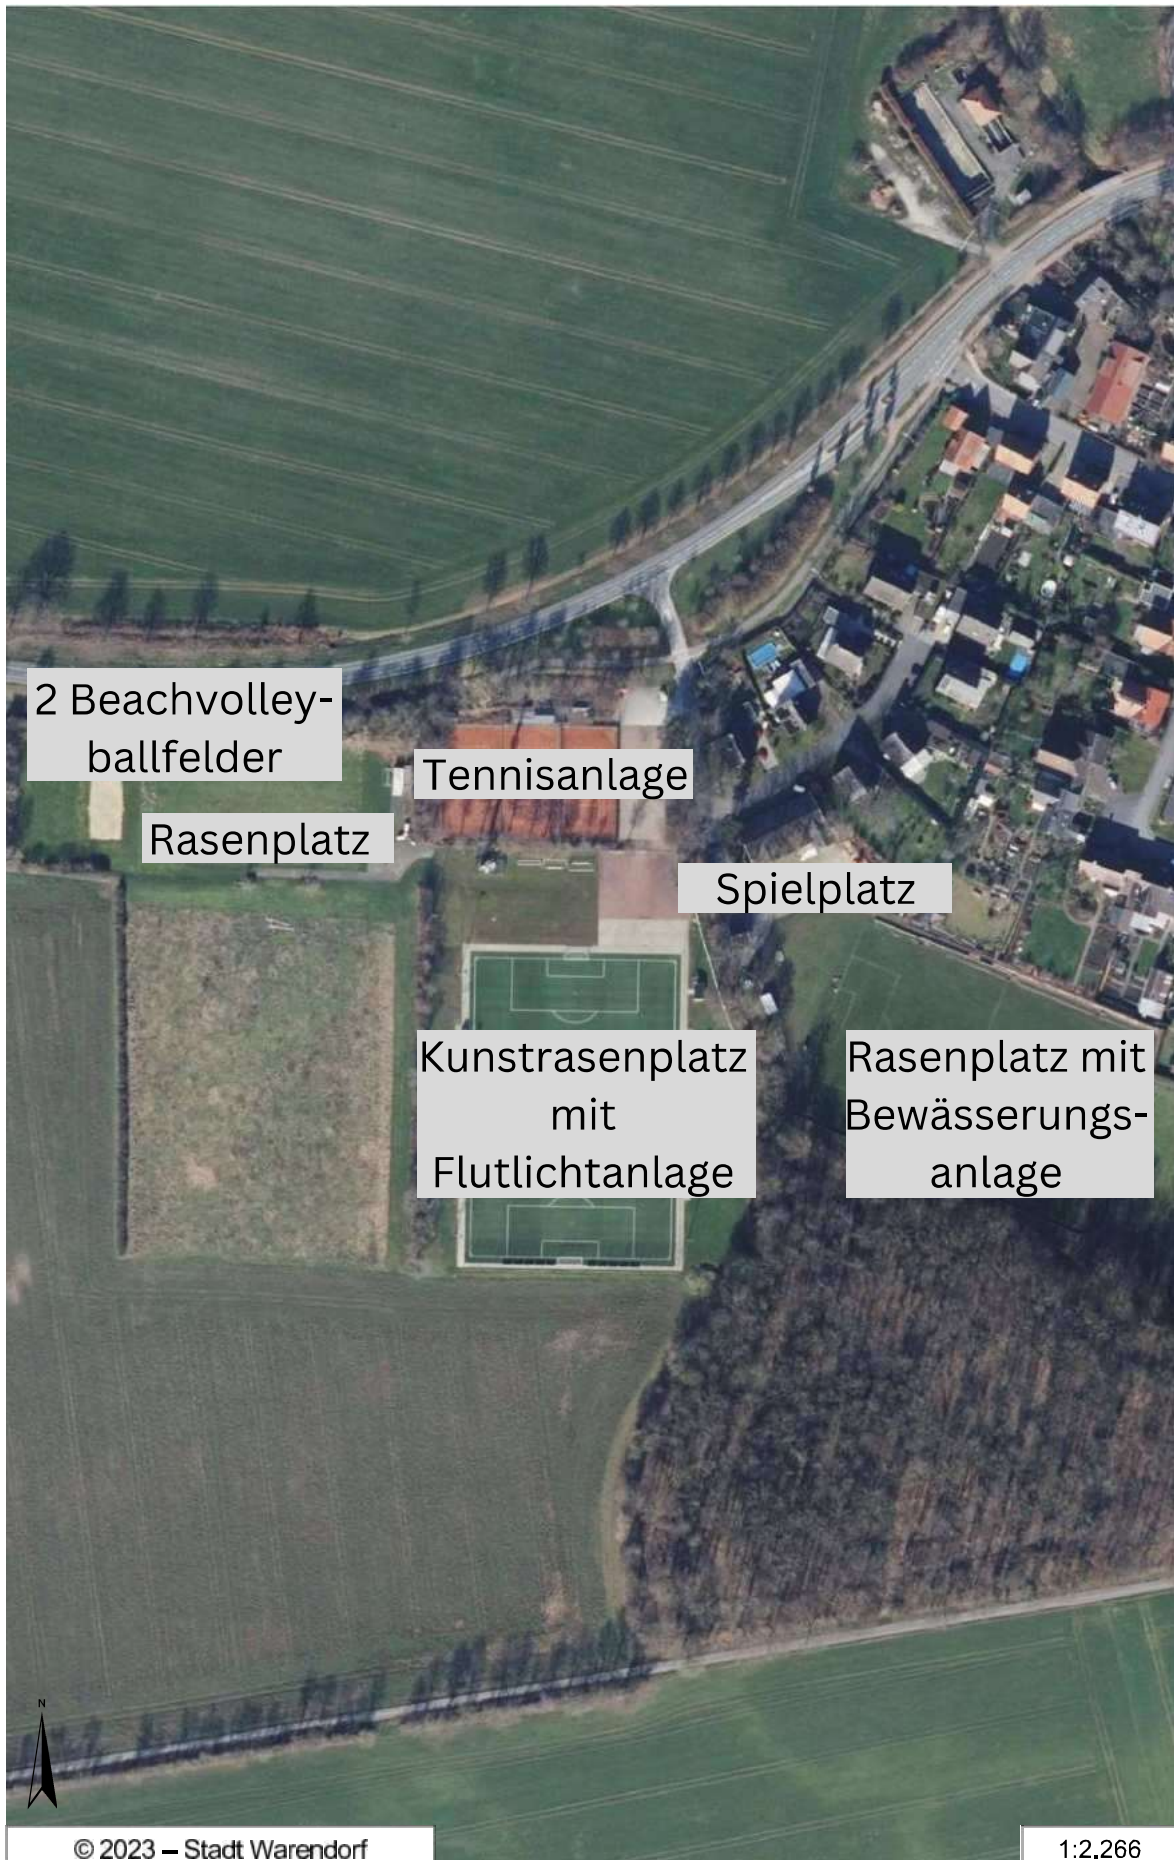 2 Beachvolley-
ballfelder
Tennisanlage
Rasenplatz
Spielplatz
Kunstrasenplatz
mit
Flutlichtanlage
Rasenplatz mit
Bewässerungs-
anlage
N
© 2023 – Stadt Warendorf
1:2.266